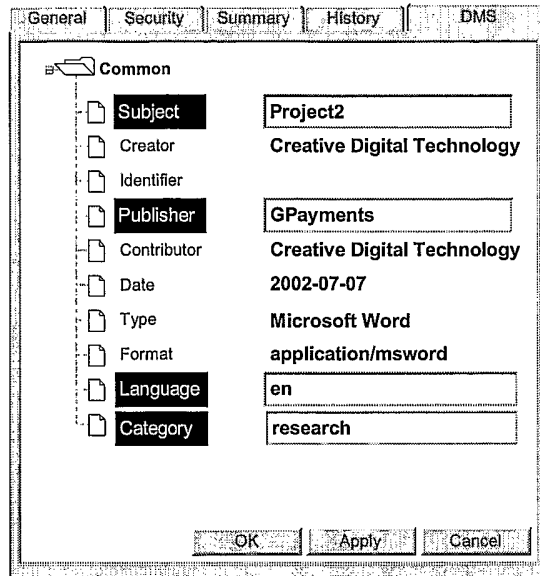 General Security Summary History DMS
Common
Subject Project2
Creator Creative Digital Technology
Identifier
Publisher GPayments
Contributor Creative Digital Technology
Date 2002-07-07
Type Microsoft Word
Format application/msword
Language en
Category research
OK Apply Cancel